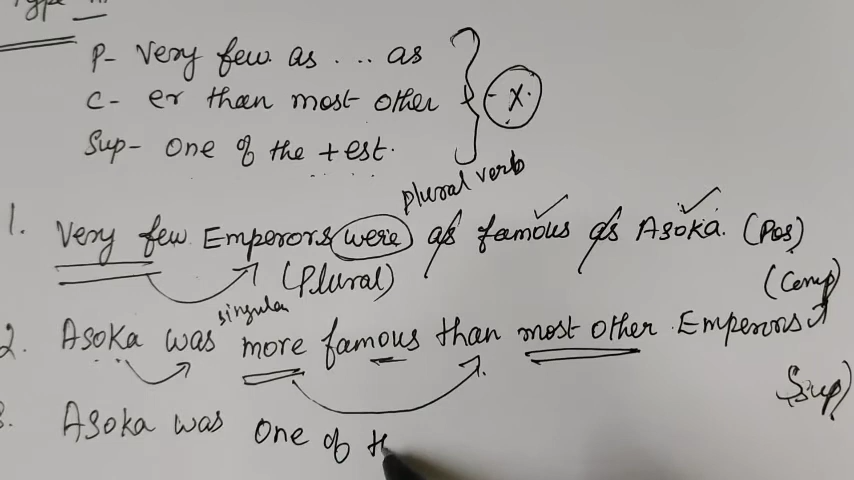 Type III
P- Very few as ... as
C- er than most other + - X.
Sup- One of the + est.
plural verb
1. Very few Emperors were as famous as Asoka. (Pos)
(Plural) (Comp)
singular
2. Asoka was more famous than most other Emperors.
(Sup)
3. Asoka was One of th